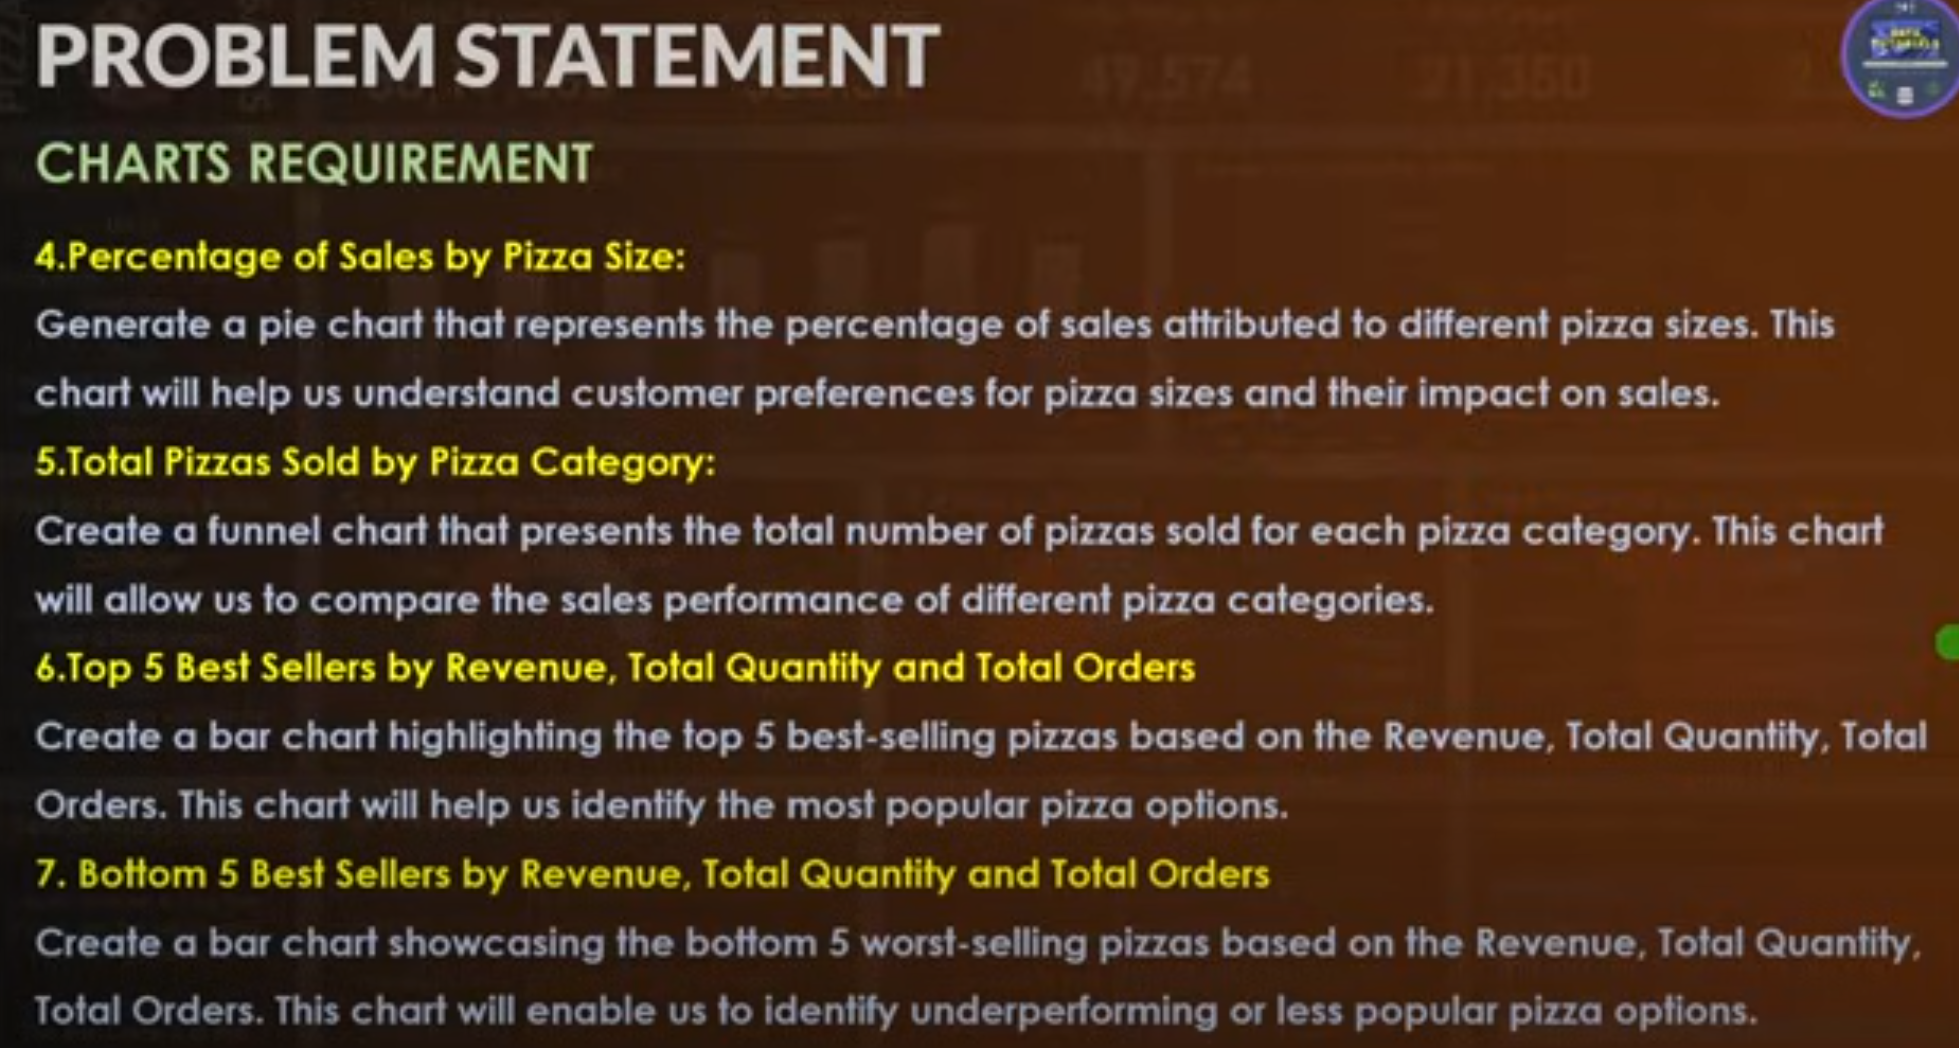 PROBLEM STATEMENT
CHARTS REQUIREMENT
4.Percentage of Sales by Pizza Size:
Generate a pie chart that represents the percentage of sales attributed to different pizza sizes. This
chart will help us understand customer preferences for pizza sizes and their impact on sales.
5.Total Pizzas Sold by Pizza Category:
Create a funnel chart that presents the total number of pizzas sold for each pizza category. This chart
will allow us to compare the sales performance of different pizza categories.
6.Top 5 Best Sellers by Revenue, Total Quantity and Total Orders
Create a bar chart highlighting the top 5 best-selling pizzas based on the Revenue, Total Quantity, Total
Orders. This chart will help us identify the most popular pizza options.
7. Bottom 5 Best Sellers by Revenue, Total Quantity and Total Orders
Create a bar chart showcasing the bottom 5 worst-selling pizzas based on the Revenue, Total Quantity,
Total Orders. This chart will enable us to identify underperforming or less popular pizza options.
49,574
21,350